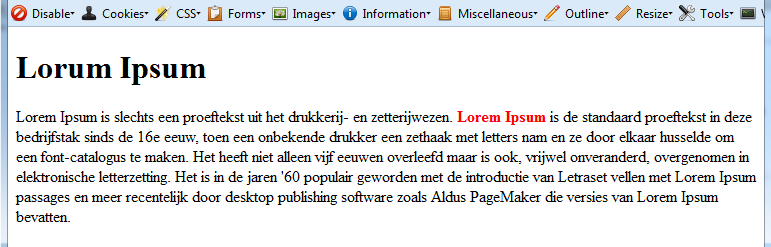 Disable Cookies CSS Forms Images Information Miscellaneous Outline Resize Tools
Lorum Ipsum
Lorem Ipsum is slechts een proeftekst uit het drukkerij- en zetterijwezen. Lorem Ipsum is de standaard proeftekst in deze
bedrijfstak sinds de 16e eeuw, toen een onbekende drukker een zethaak met letters nam en ze door elkaar husselde om
een font-catalogus te maken. Het heeft niet alleen vijf eeuwen overleefd maar is ook, vrijwel onveranderd, overgenomen in
elektronische letterzetting. Het is in de jaren '60 populair geworden met de introductie van Letraset vellen met Lorem Ipsum
passages en meer recentelijk door desktop publishing software zoals Aldus PageMaker die versies van Lorem Ipsum
bevatten.